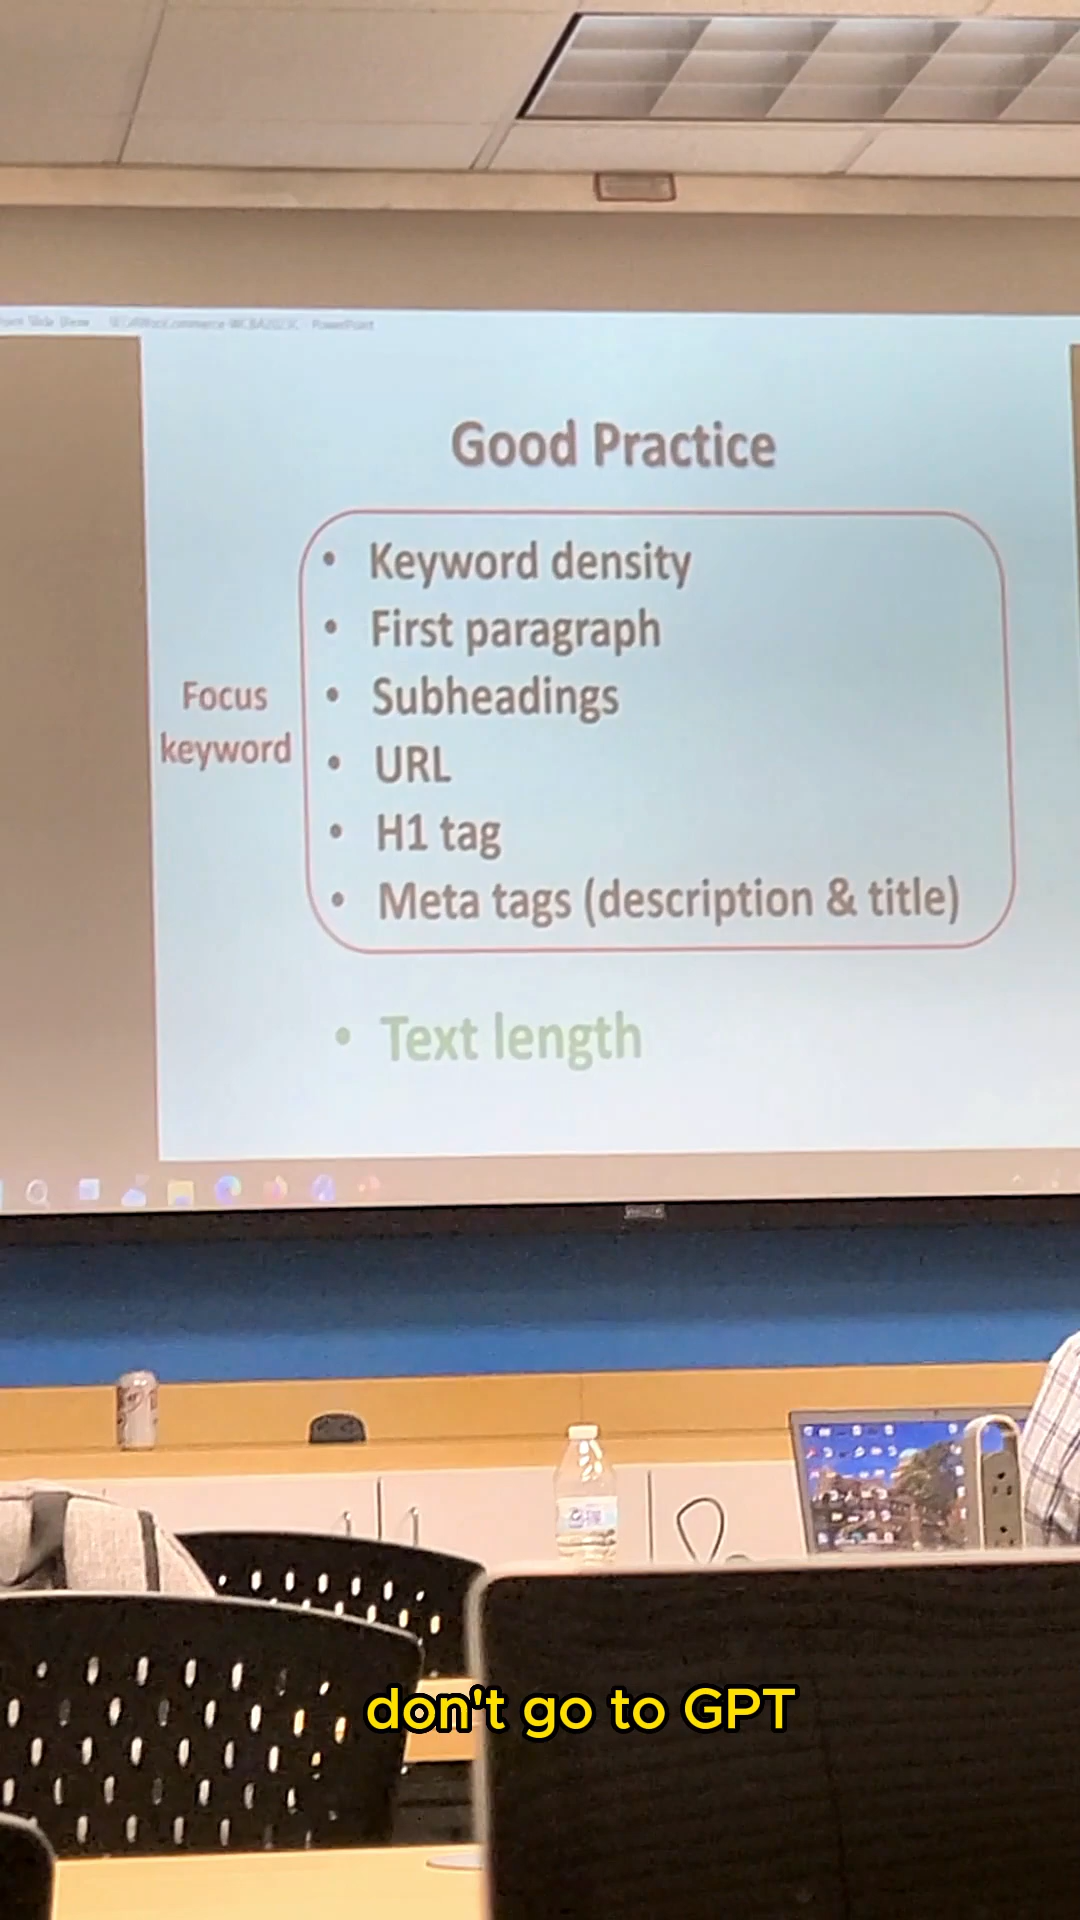 PowerPoint
Good Practice
Focus
keyword
• Keyword density
• First paragraph
• Subheadings
• URL
• H1 tag
• Meta tags (description & title)
• Text length
don't go to GPT